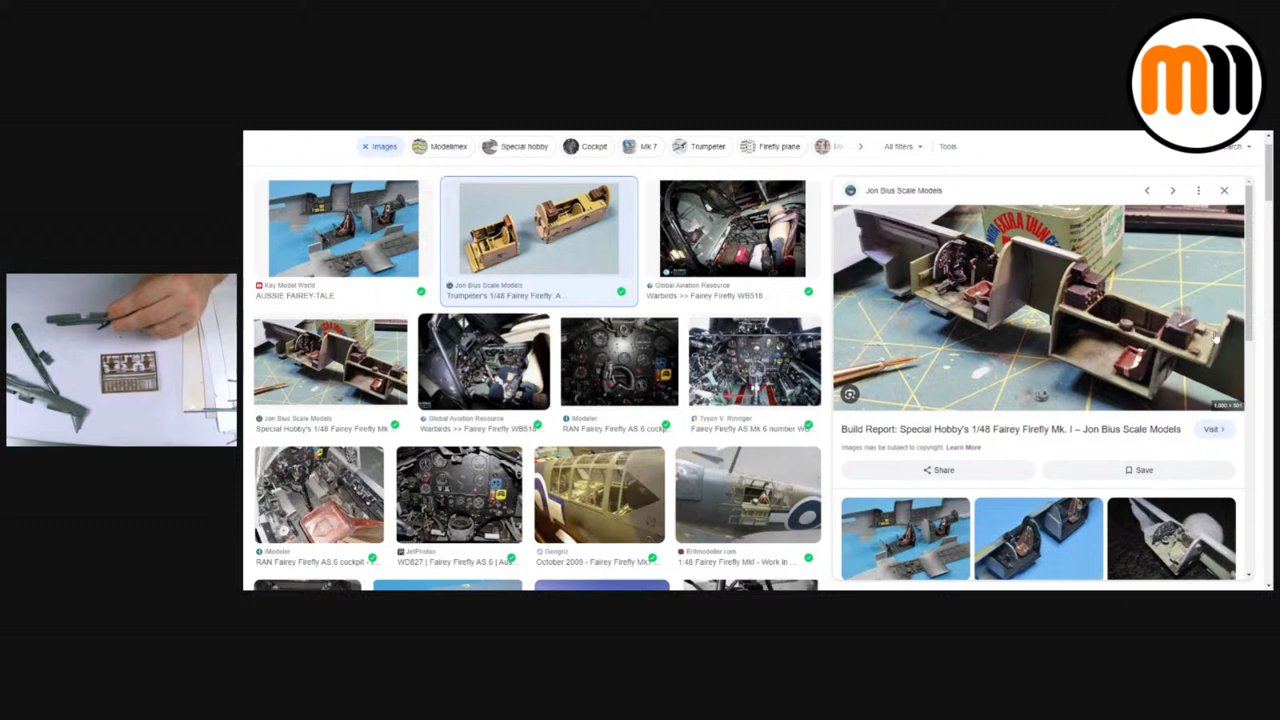 m11
× Images
Modelimex
Special hobby
Cockpit
Mk 7
Trumpeter
Firefly plane
All filters
Tools
Key Model World
AUSSIE FAIREY-TALE
Jon Bius Scale Models
Trumpeter's 1/48 Fairey Firefly: A...
Global Aviation Resource
Warbirds >> Fairey Firefly WB518 ...
Jon Bius Scale Models
EXTRA THIN
Build Report: Special Hobby's 1/48 Fairey Firefly Mk. I – Jon Bius Scale Models
Visit >
Images may be subject to copyright. Learn More
Share
Save
Jon Bius Scale Models
Special Hobby's 1/48 Fairey Firefly Mk
Global Aviation Resource
Warbirds >> Fairey Firefly WB518
iModeler
RAN Fairey Firefly AS.6 cockp...
Tyson V. Rininger
Fairey Firefly AS.Mk 6 number WB...
iModeler
RAN Fairey Firefly AS.6 cockpit - i...
JetPhotos
WD827 | Fairey Firefly AS.6 | Aus...
Gengriz
October 2009 - Fairey Firefly Mk1 ...
Britmodeller.com
1:48 Fairey Firefly MkI - Work in ...